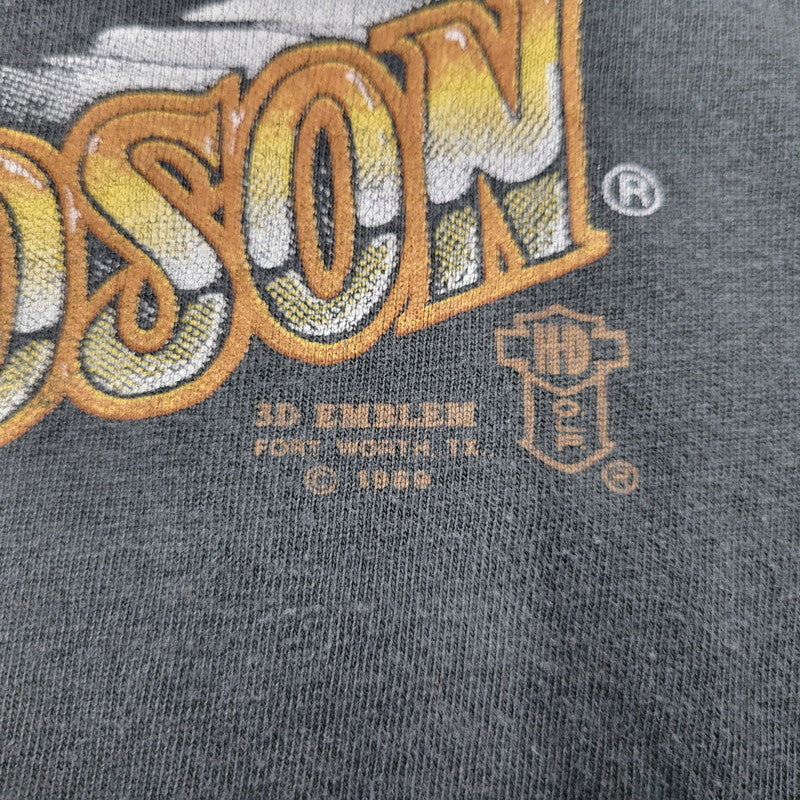 DSON ®
3D EMBLEM
FORT WORTH, TX.
© 1989
H-D
®